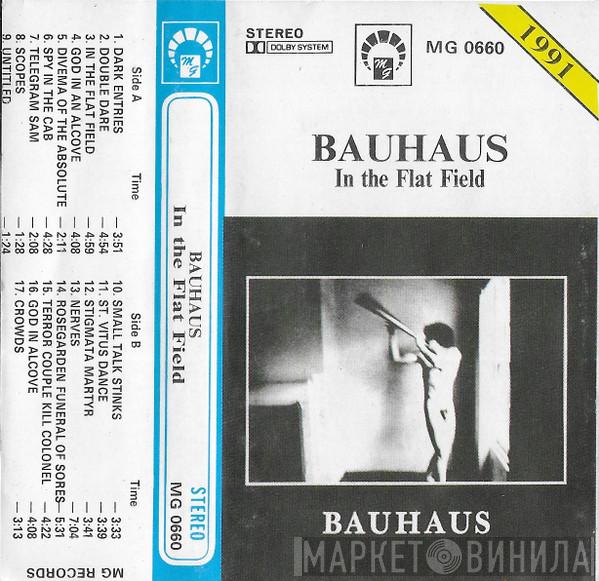 Side A Time
1. DARK ENTRIES — 3:51
2. DOUBLE DARE — 4:54
3. IN THE FLAT FIELD — 4:59
4. GOD IN AN ALCOVE — 4:08
5. DIVEMA OF THE ABSOLUTE — 2:11
6. SPY IN THE CAB — 4:28
7. TELEGRAM SAM — 2:08
8. SCOPES — 1:28
9. UNTITLED — 1:24
Side B Time
10. SMALL TALK STINKS — 3:33
11. ST. VITUS DANCE — 3:39
12. STIGMATA MARTYR — 3:41
13. NERVES — 7:04
14. ROSEGARDEN FUNERAL OF SORES — 5:31
15. TERROR COUPLE KILL COLONEL — 4:22
16. GOD IN ALCOVE — 4:08
17. CROWDS — 3:13
MG RECORDS
MG
BAUHAUS
In the Flat Field
STEREO
MG 0660
STEREO
DOLBY SYSTEM
MG
MG 0660
1991
BAUHAUS
In the Flat Field
BAUHAUS
МАРКЕТ ВИНИЛА